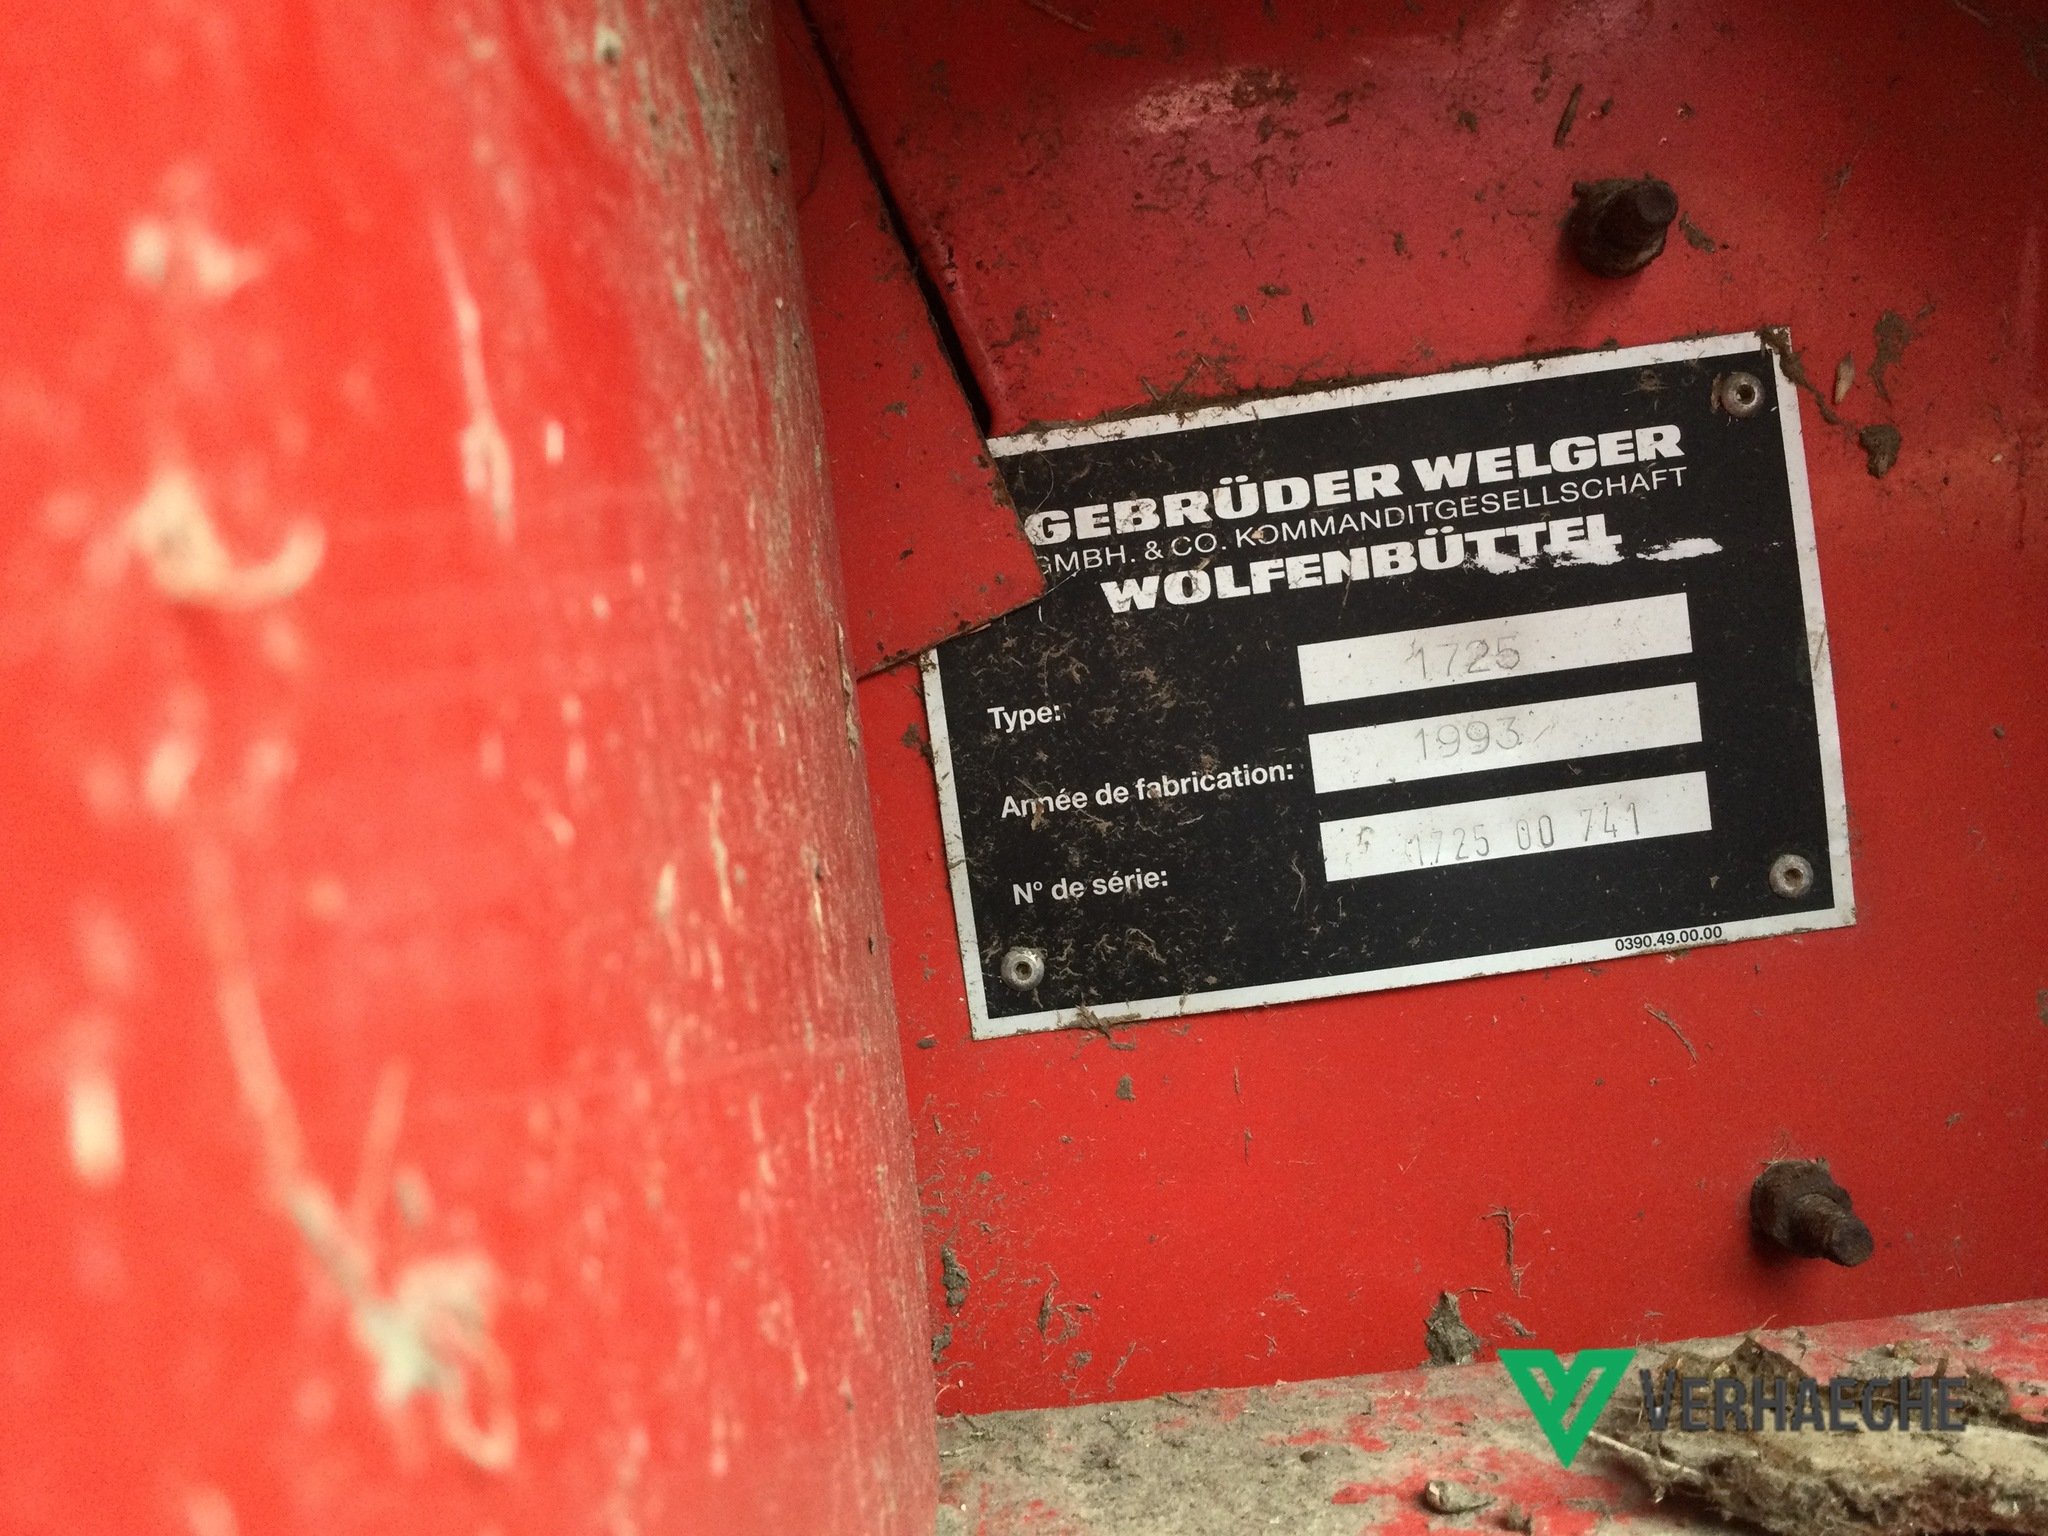 GEBRÜDER WELGER
GMBH. & CO. KOMMANDITGESELLSCHAFT
WOLFENBÜTTEL
Type: 1725
Année de fabrication: 1993
Nº de série: 1725 00 741
0390.49.00.00
VERHAEGHE